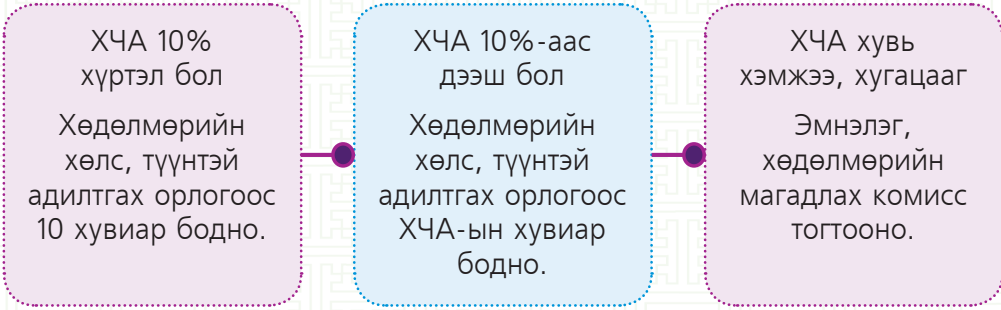 ХЧА 10%
хүртэл бол
Хөдөлмөрийн
хөлс, түүнтэй
адилтгах орлогоос
10 хувиар бодно.
ХЧА 10%-аас
дээш бол
Хөдөлмөрийн
хөлс, түүнтэй
адилтгах орлогоос
ХЧА-ын хувиар
бодно.
ХЧА хувь
хэмжээ, хугацааг
Эмнэлэг,
хөдөлмөрийн
магадлах комисс
тогтооно.